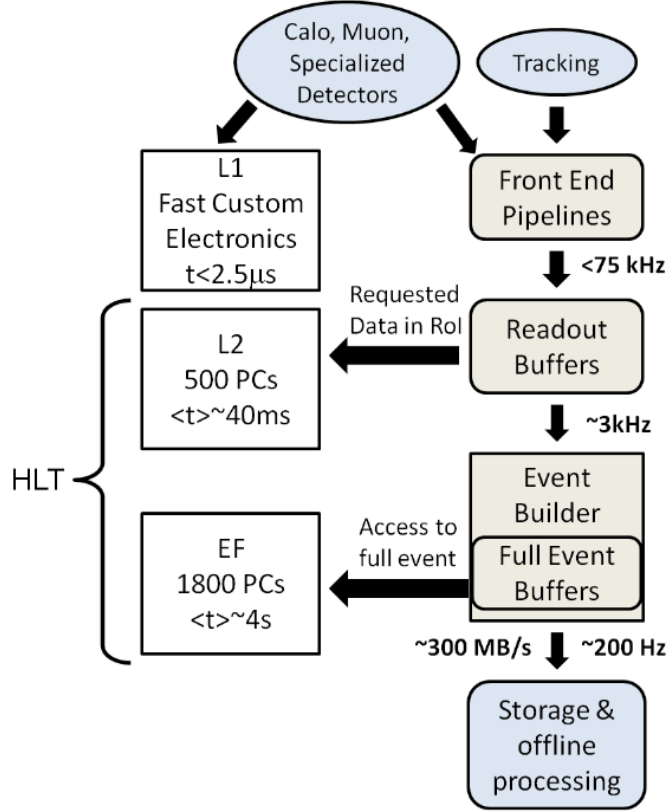 Calo, Muon,
Specialized
Detectors
Tracking
L1
Fast Custom
Electronics
t<2.5μs
Front End
Pipelines
<75 kHz
Requested
Data in RoI
Readout
Buffers
L2
500 PCs
<t>~40ms
~3kHz
HLT
Event
Builder
Access to
full event
Full Event
Buffers
EF
1800 PCs
<t>~4s
~300 MB/s
~200 Hz
Storage &
offline
processing